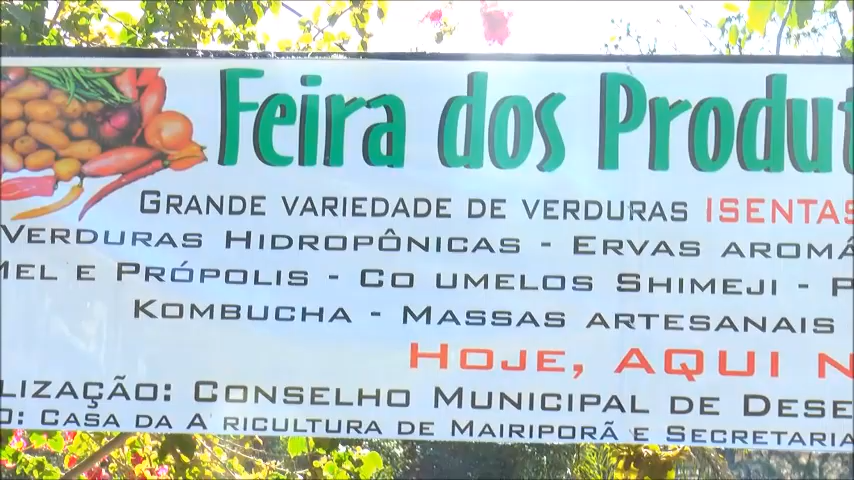 Feira dos Produt
GRANDE VARIEDADE DE VERDURAS ISENTAS
VERDURAS HIDROPÔNICAS - ERVAS AROMÁ
MEL E PRÓPOLIS - CO UMELOS SHIMEJI - P
KOMBUCHA - MASSAS ARTESANAIS
HOJE, AQUI N
LIZAÇÃO: CONSELHO MUNICIPAL DE DESE
O: CASA DA A RICULTURA DE MAIRIPORÃ E SECRETARIA